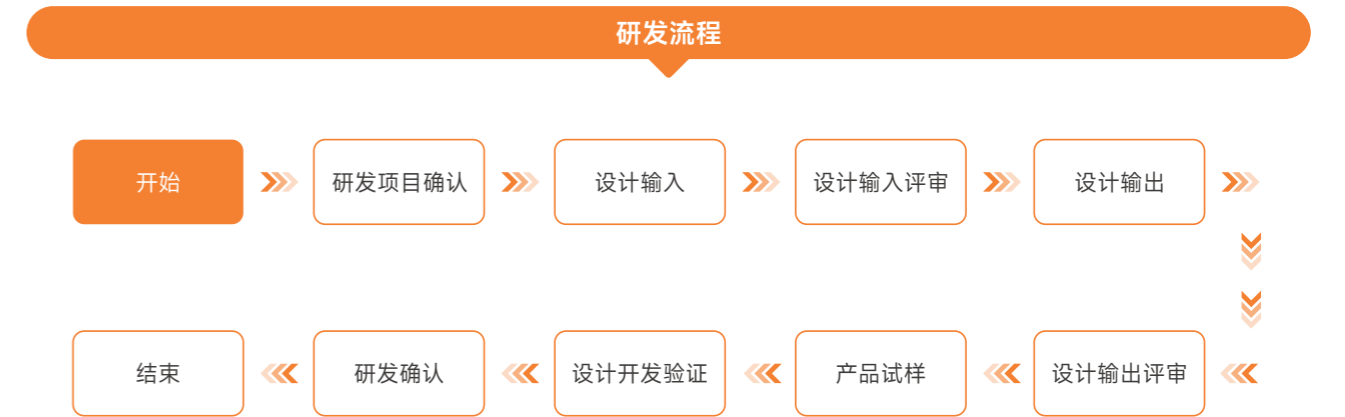 研发流程
开始
研发项目确认
设计输入
设计输入评审
设计输出
结束
研发确认
设计开发验证
产品试样
设计输出评审